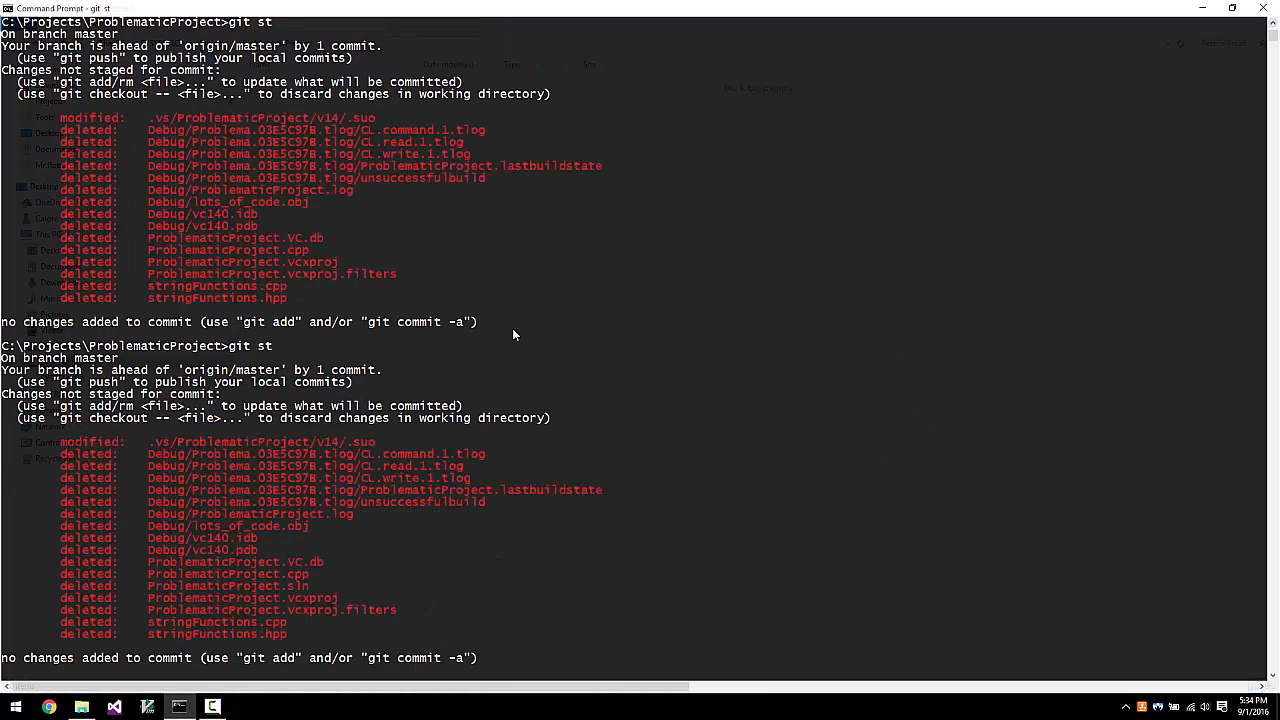 Command Prompt - git st
C:\Projects\ProblematicProject>git st
On branch master
Your branch is ahead of 'origin/master' by 1 commit.
(use "git push" to publish your local commits)
Changes not staged for commit:
(use "git add/rm <file>..." to update what will be committed)
(use "git checkout -- <file>..." to discard changes in working directory)
modified: .vs/ProblematicProject/v14/.suo
deleted: Debug/Problema.03E5C97B.tlog/CL.command.1.tlog
deleted: Debug/Problema.03E5C97B.tlog/CL.read.1.tlog
deleted: Debug/Problema.03E5C97B.tlog/CL.write.1.tlog
deleted: Debug/Problema.03E5C97B.tlog/ProblematicProject.lastbuildstate
deleted: Debug/Problema.03E5C97B.tlog/unsuccessfulbuild
deleted: Debug/ProblematicProject.log
deleted: Debug/lots_of_code.obj
deleted: Debug/vc140.idb
deleted: Debug/vc140.pdb
deleted: ProblematicProject.VC.db
deleted: ProblematicProject.cpp
deleted: ProblematicProject.vcxproj
deleted: ProblematicProject.vcxproj.filters
deleted: stringFunctions.cpp
deleted: stringFunctions.hpp
no changes added to commit (use "git add" and/or "git commit -a")
C:\Projects\ProblematicProject>git st
On branch master
Your branch is ahead of 'origin/master' by 1 commit.
(use "git push" to publish your local commits)
Changes not staged for commit:
(use "git add/rm <file>..." to update what will be committed)
(use "git checkout -- <file>..." to discard changes in working directory)
modified: .vs/ProblematicProject/v14/.suo
deleted: Debug/Problema.03E5C97B.tlog/CL.command.1.tlog
deleted: Debug/Problema.03E5C97B.tlog/CL.read.1.tlog
deleted: Debug/Problema.03E5C97B.tlog/CL.write.1.tlog
deleted: Debug/Problema.03E5C97B.tlog/ProblematicProject.lastbuildstate
deleted: Debug/Problema.03E5C97B.tlog/unsuccessfulbuild
deleted: Debug/ProblematicProject.log
deleted: Debug/lots_of_code.obj
deleted: Debug/vc140.idb
deleted: Debug/vc140.pdb
deleted: ProblematicProject.VC.db
deleted: ProblematicProject.cpp
deleted: ProblematicProject.sln
deleted: ProblematicProject.vcxproj
deleted: ProblematicProject.vcxproj.filters
deleted: stringFunctions.cpp
deleted: stringFunctions.hpp
no changes added to commit (use "git add" and/or "git commit -a")
5:34 PM
9/1/2016